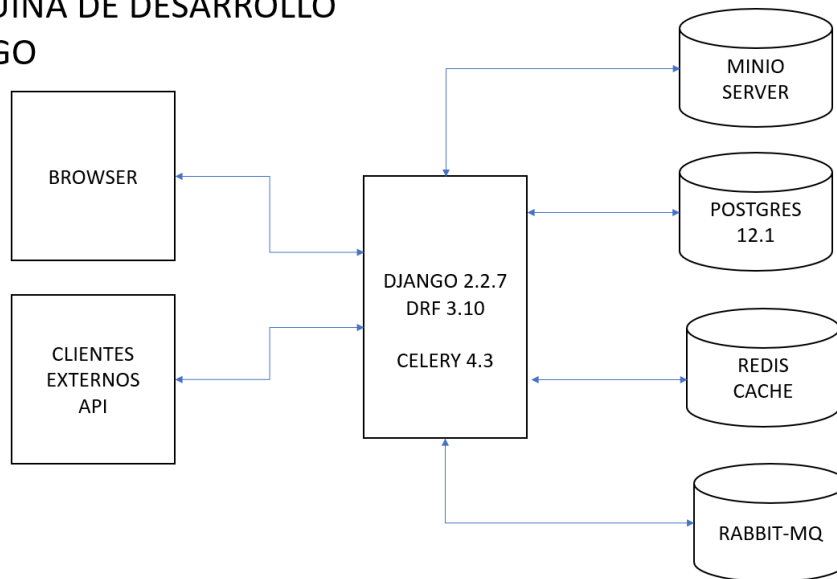 DE DESARROLLO
BROWSER
CLIENTES
EXTERNOS
API
DJANGO 2.2.7
DRF 3.10
CELERY 4.3
MINIO
SERVER
POSTGRES
12.1
REDIS
CACHE
RABBIT-MQ